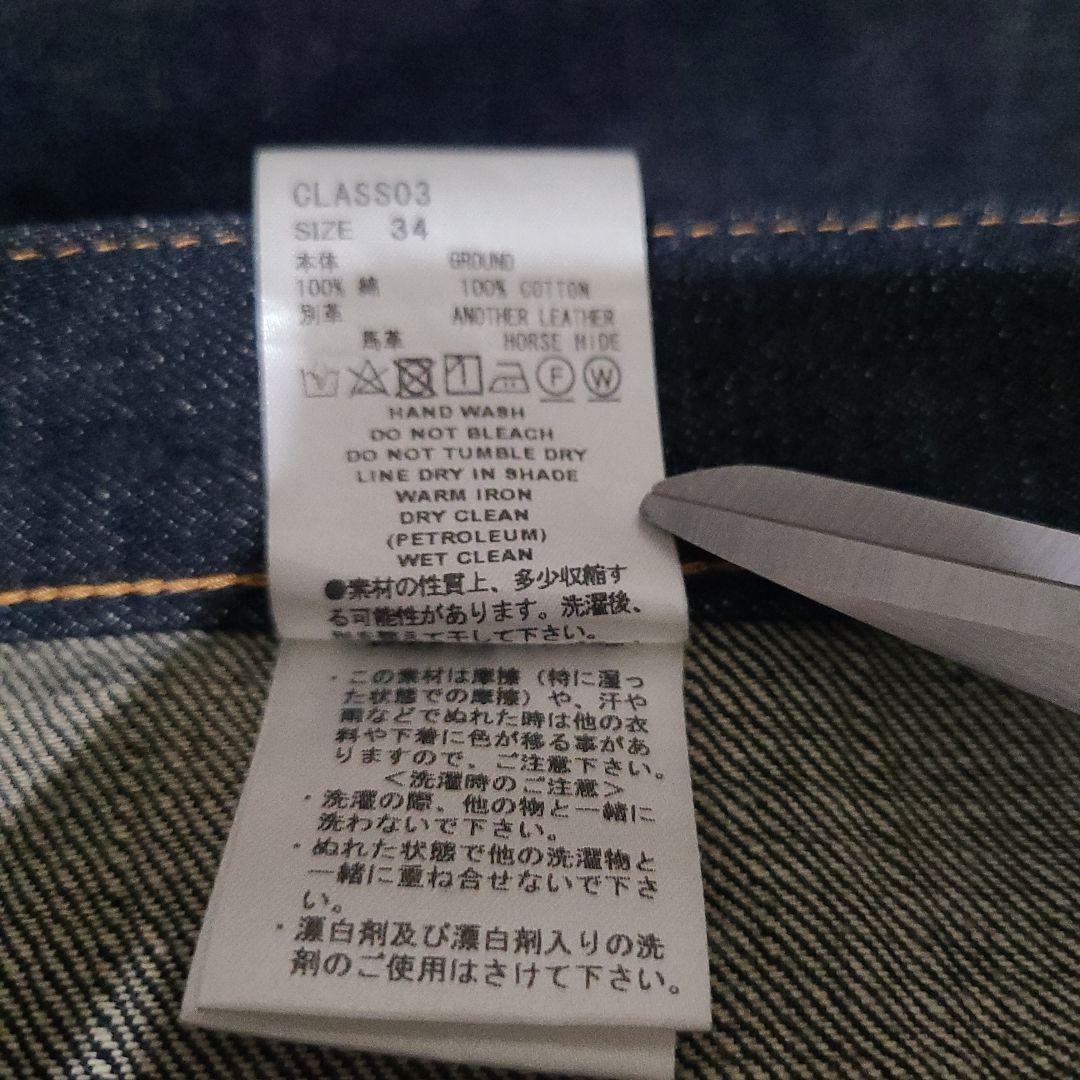 CLASS03
SIZE 34
本体 GROUND
100% 綿 100% COTTON
別革 ANOTHER LEATHER
馬革 HORSE HIDE
F W
HAND WASH
DO NOT BLEACH
DO NOT TUMBLE DRY
LINE DRY IN SHADE
WARM IRON
DRY CLEAN
(PETROLEUM)
WET CLEAN
●素材の性質上、多少収縮す
る可能性があります。洗濯後、
を整えて干して下さい。
・この素材は摩擦（特に湿っ
た状態での摩擦）や、汗や
雨などでぬれた時は他の衣
料や下着に色が移る事があ
りますので、ご注意下さい。
＜洗濯時のご注意＞
・洗濯の際、他の物と一緒に
洗わないで下さい。
・ぬれた状態で他の洗濯物と
一緒に重ね合せないで下さ
い。
・漂白剤及び漂白剤入りの洗
剤のご使用はさけて下さい。